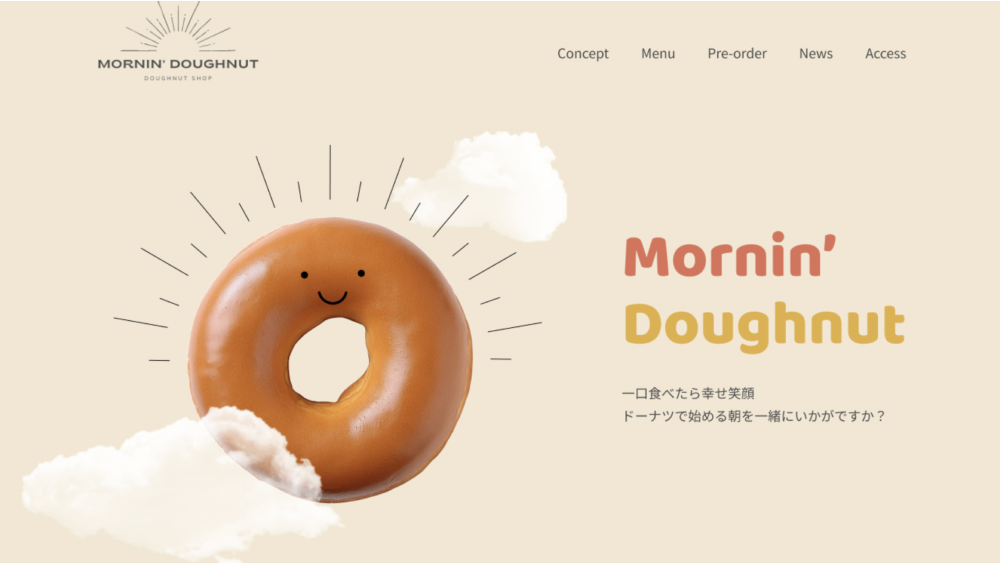 MORNIN' DOUGHNUT
DOUGHNUT SHOP
Concept Menu Pre-order News Access
Mornin’
Doughnut
一口食べたら幸せ笑顔
ドーナツで始める朝を一緒にいかがですか？